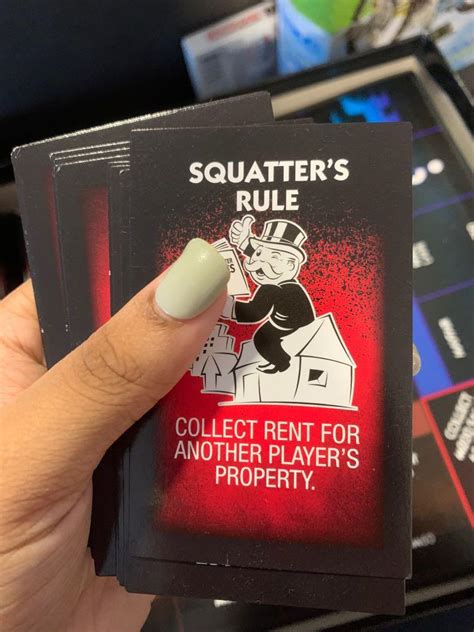 SQUATTER'S
RULE
COLLECT RENT FOR
ANOTHER PLAYER'S
PROPERTY.